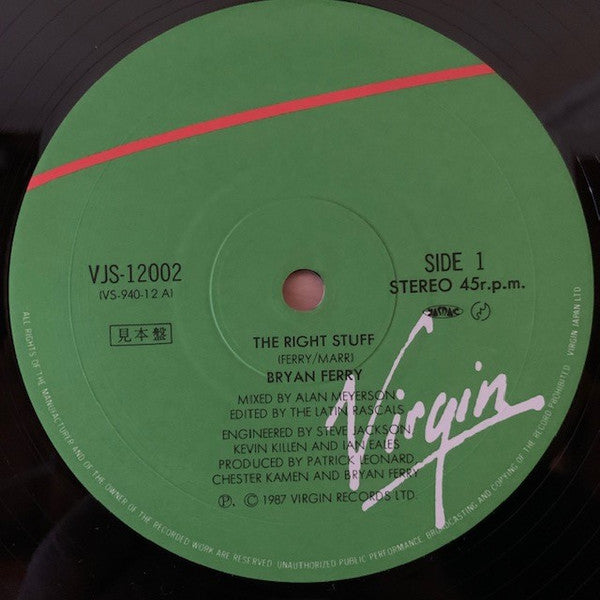 VJS-12002
(VS-940-12 A)
見本盤
SIDE 1
STEREO 45r.p.m.
JASRAC
THE RIGHT STUFF
(FERRY/MARR)
BRYAN FERRY
MIXED BY ALAN MEYERSON
EDITED BY THE LATIN RASCALS
ENGINEERED BY STEVE JACKSON
KEVIN KILLEN AND IAN EALES
PRODUCED BY PATRICK LEONARD
CHESTER KAMEN AND BRYAN FERRY
Ⓟ. © 1987 VIRGIN RECORDS LTD.
Virgin
ALL RIGHTS OF THE MANUFACTURER AND OF THE OWNER OF THE RECORDED WORK ARE RESERVED. UNAUTHORIZED PUBLIC PERFORMANCE, BROADCASTING AND COPYING OF THE RECORD PROHIBITED VIRGIN JAPAN LTD